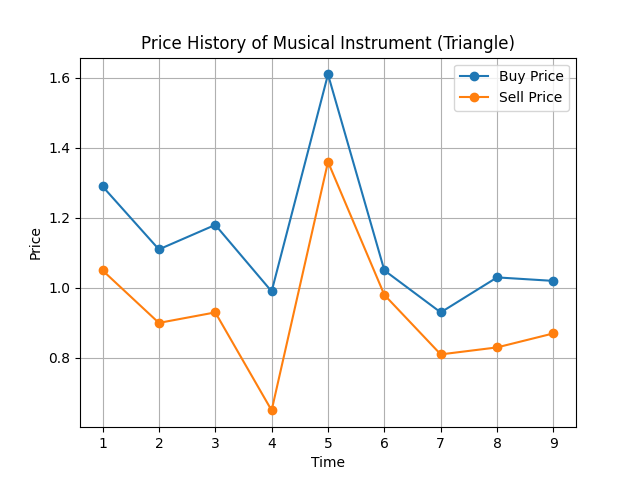 Price History of Musical Instrument (Triangle)
Buy Price
Sell Price
1.6
1.4
1.2
1.0
0.8
Price
1 2 3 4 5 6 7 8 9
Time